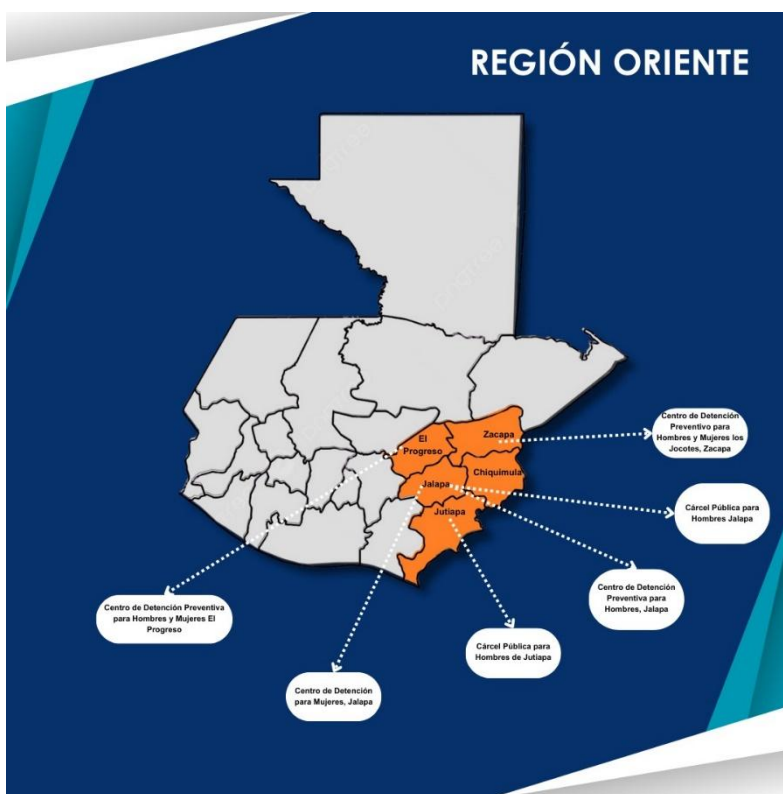 REGIÓN ORIENTE
El
Progreso
Zacapa
Chiquimula
Jalapa
Jutiapa
Centro de Detención
Preventivo para
Hombres y Mujeres los
Jocotes, Zacapa
Cárcel Pública para
Hombres Jalapa
Centro de Detención
Preventiva para
Hombres, Jalapa
Centro de Detención Preventiva
para Hombres y Mujeres El
Progreso
Cárcel Pública para
Hombres de Jutiapa
Centro de Detención
para Mujeres, Jalapa